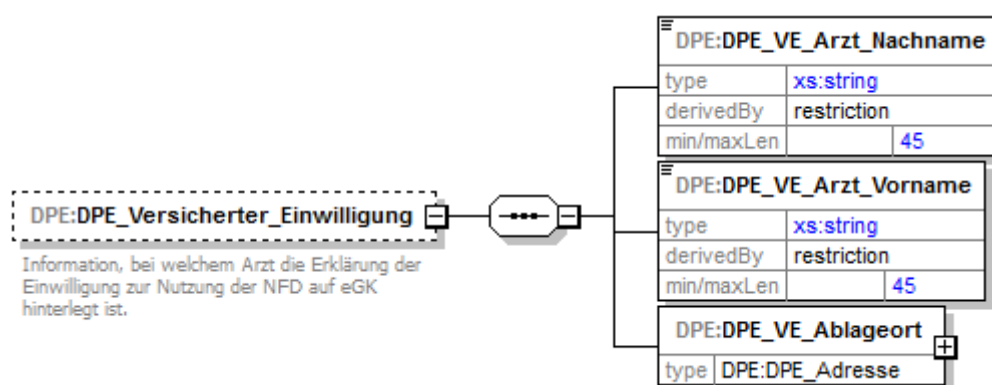 DPE:DPE_VE_Arzt_Nachname
type xs:string
derivedBy restriction
min/maxLen 45
DPE:DPE_Versicherter_Einwilligung
Information, bei welchem Arzt die Erklärung der
Einwilligung zur Nutzung der NFD auf eGK
hinterlegt ist.
DPE:DPE_VE_Arzt_Vorname
type xs:string
derivedBy restriction
min/maxLen 45
DPE:DPE_VE_Ablageort
type DPE:DPE_Adresse